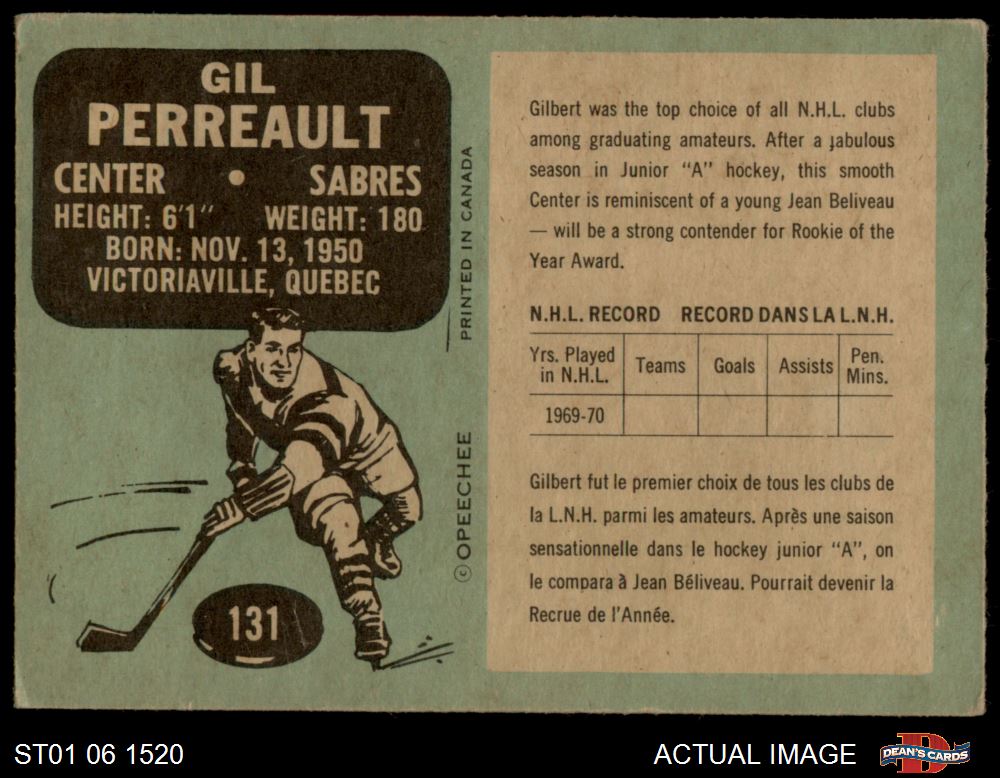 GIL
PERREAULT
CENTER • SABRES
HEIGHT: 6'1" WEIGHT: 180
BORN: NOV. 13, 1950
VICTORIAVILLE, QUEBEC
PRINTED IN CANADA
© OPEECHEE
131
Gilbert was the top choice of all N.H.L. clubs
among graduating amateurs. After a jabulous
season in Junior "A" hockey, this smooth
Center is reminiscent of a young Jean Beliveau
— will be a strong contender for Rookie of the
Year Award.
N.H.L. RECORD RECORD DANS LA L.N.H.
Yrs. Played in N.H.L. Teams Goals Assists Pen. Mins.
1969-70
Gilbert fut le premier choix de tous les clubs de
la L.N.H. parmi les amateurs. Après une saison
sensationnelle dans le hockey junior "A", on
le compara à Jean Béliveau. Pourrait devenir la
Recrue de l'Année.
ST01 06 1520
ACTUAL IMAGE
DEAN'S CARDS